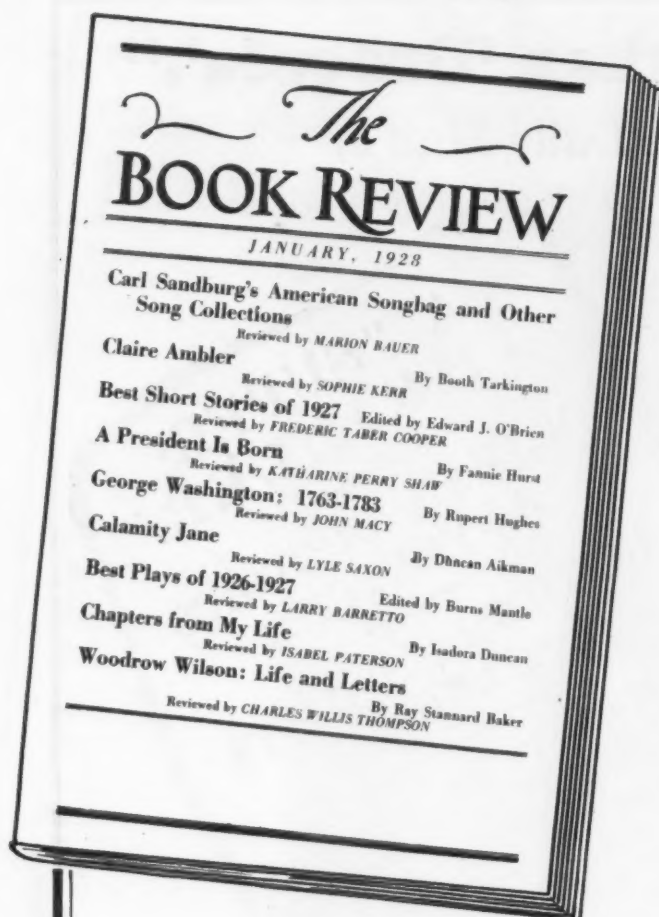 The
BOOK REVIEW
JANUARY, 1928
Carl Sandburg's American Songbag and Other
Song Collections
Reviewed by MARION BAUER
Claire Ambler
By Booth Tarkington
Reviewed by SOPHIE KERR
Best Short Stories of 1927 Edited by Edward J. O'Brien
Reviewed by FREDERIC TABER COOPER
A President Is Born
By Fannie Hurst
Reviewed by KATHARINE PERRY SHAW
George Washington: 1763-1783 By Rupert Hughes
Reviewed by JOHN MACY
Calamity Jane
By Duncan Aikman
Reviewed by LYLE SAXON
Best Plays of 1926-1927 Edited by Burns Mantle
Reviewed by LARRY BARRETTO
Chapters from My Life
By Isadora Duncan
Reviewed by ISABEL PATERSON
Woodrow Wilson: Life and Letters
By Ray Stannard Baker
Reviewed by CHARLES WILLIS THOMPSON